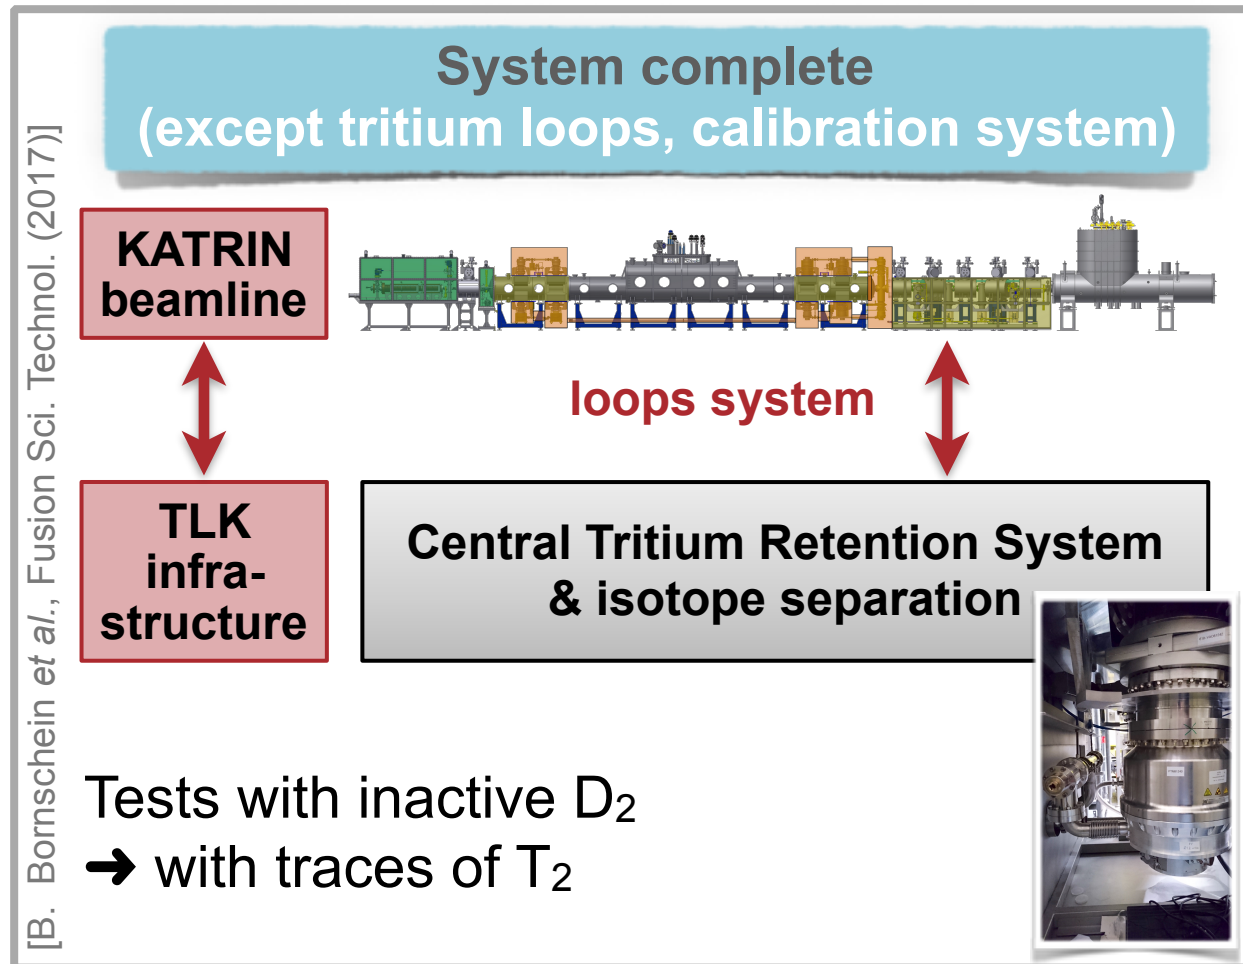 System complete
(except tritium loops, calibration system)
[B. Bornschein et al., Fusion Sci. Technol. (2017)]
KATRIN
beamline
loops system
TLK
infra-
structure
Central Tritium Retention System
& isotope separation
Tests with inactive D₂
➜ with traces of T₂